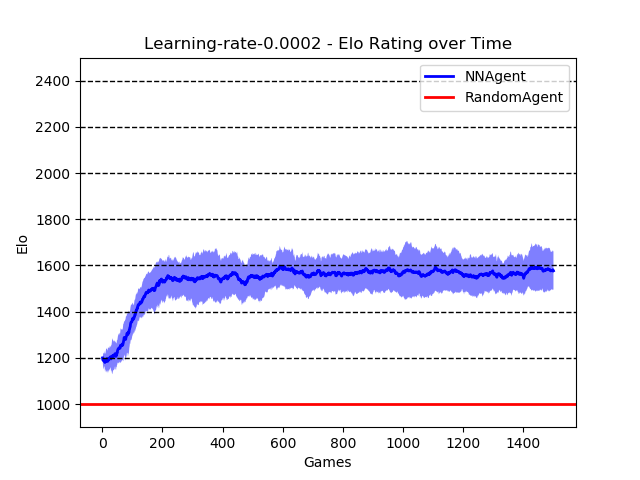 Learning-rate-0.0002 - Elo Rating over Time
NNAgent
RandomAgent
2400
2200
2000
1800
1600
1400
1200
1000
Elo
0 200 400 600 800 1000 1200 1400
Games